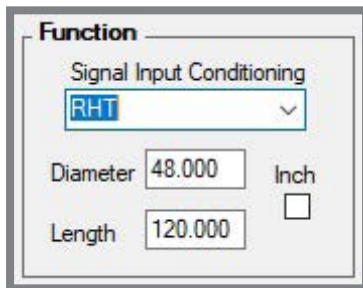 Function
Signal Input Conditioning
RHT
Diameter 48.000 Inch
Length 120.000